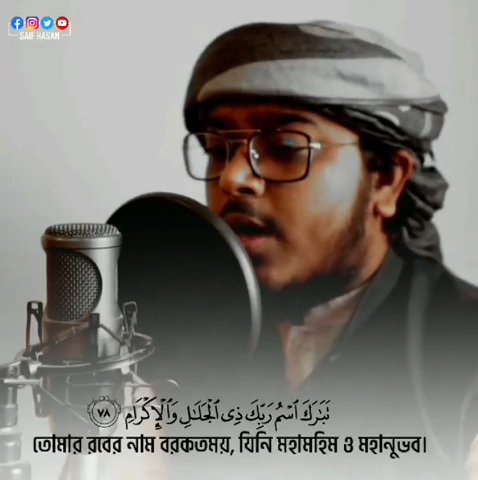 SAIF HASAN
تَبَٰرَكَ ٱسْمُ رَبِّكَ ذِى ٱلْجَلَٰلِ وَٱلْإِكْرَامِ ٧٨
তোমার রবের নাম বরকতময়, যিনি মহামহিম ও মহানুভব।